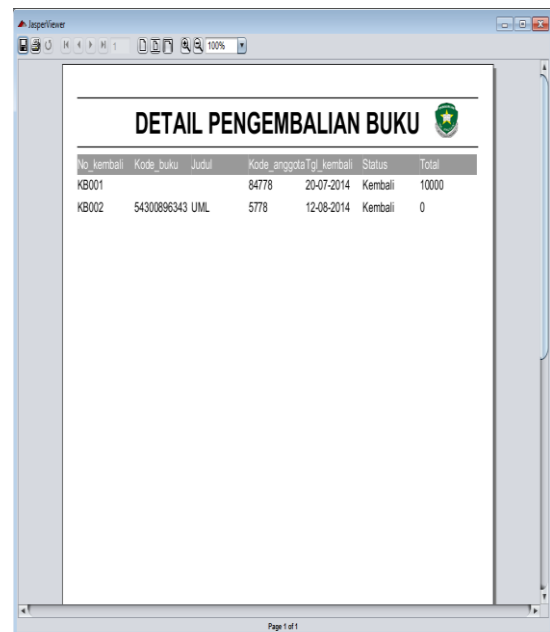 JasperViewer
1 100%
DETAIL PENGEMBALIAN BUKU
No_kembali Kode_buku Judul Kode_anggota Tgl_kembali Status Total
KB001 84778 20-07-2014 Kembali 10000
KB002 54300896343 UML 5778 12-08-2014 Kembali 0
Page 1 of 1